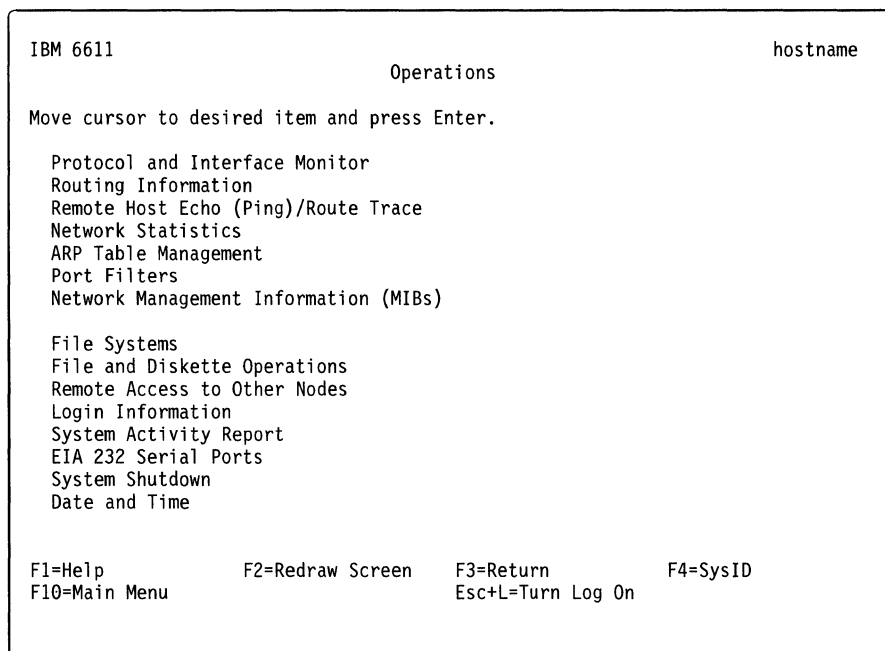 IBM 6611 hostname
Operations
Move cursor to desired item and press Enter.
Protocol and Interface Monitor
Routing Information
Remote Host Echo (Ping)/Route Trace
Network Statistics
ARP Table Management
Port Filters
Network Management Information (MIBs)
File Systems
File and Diskette Operations
Remote Access to Other Nodes
Login Information
System Activity Report
EIA 232 Serial Ports
System Shutdown
Date and Time
F1=Help F2=Redraw Screen F3=Return F4=SysID
F10=Main Menu Esc+L=Turn Log On